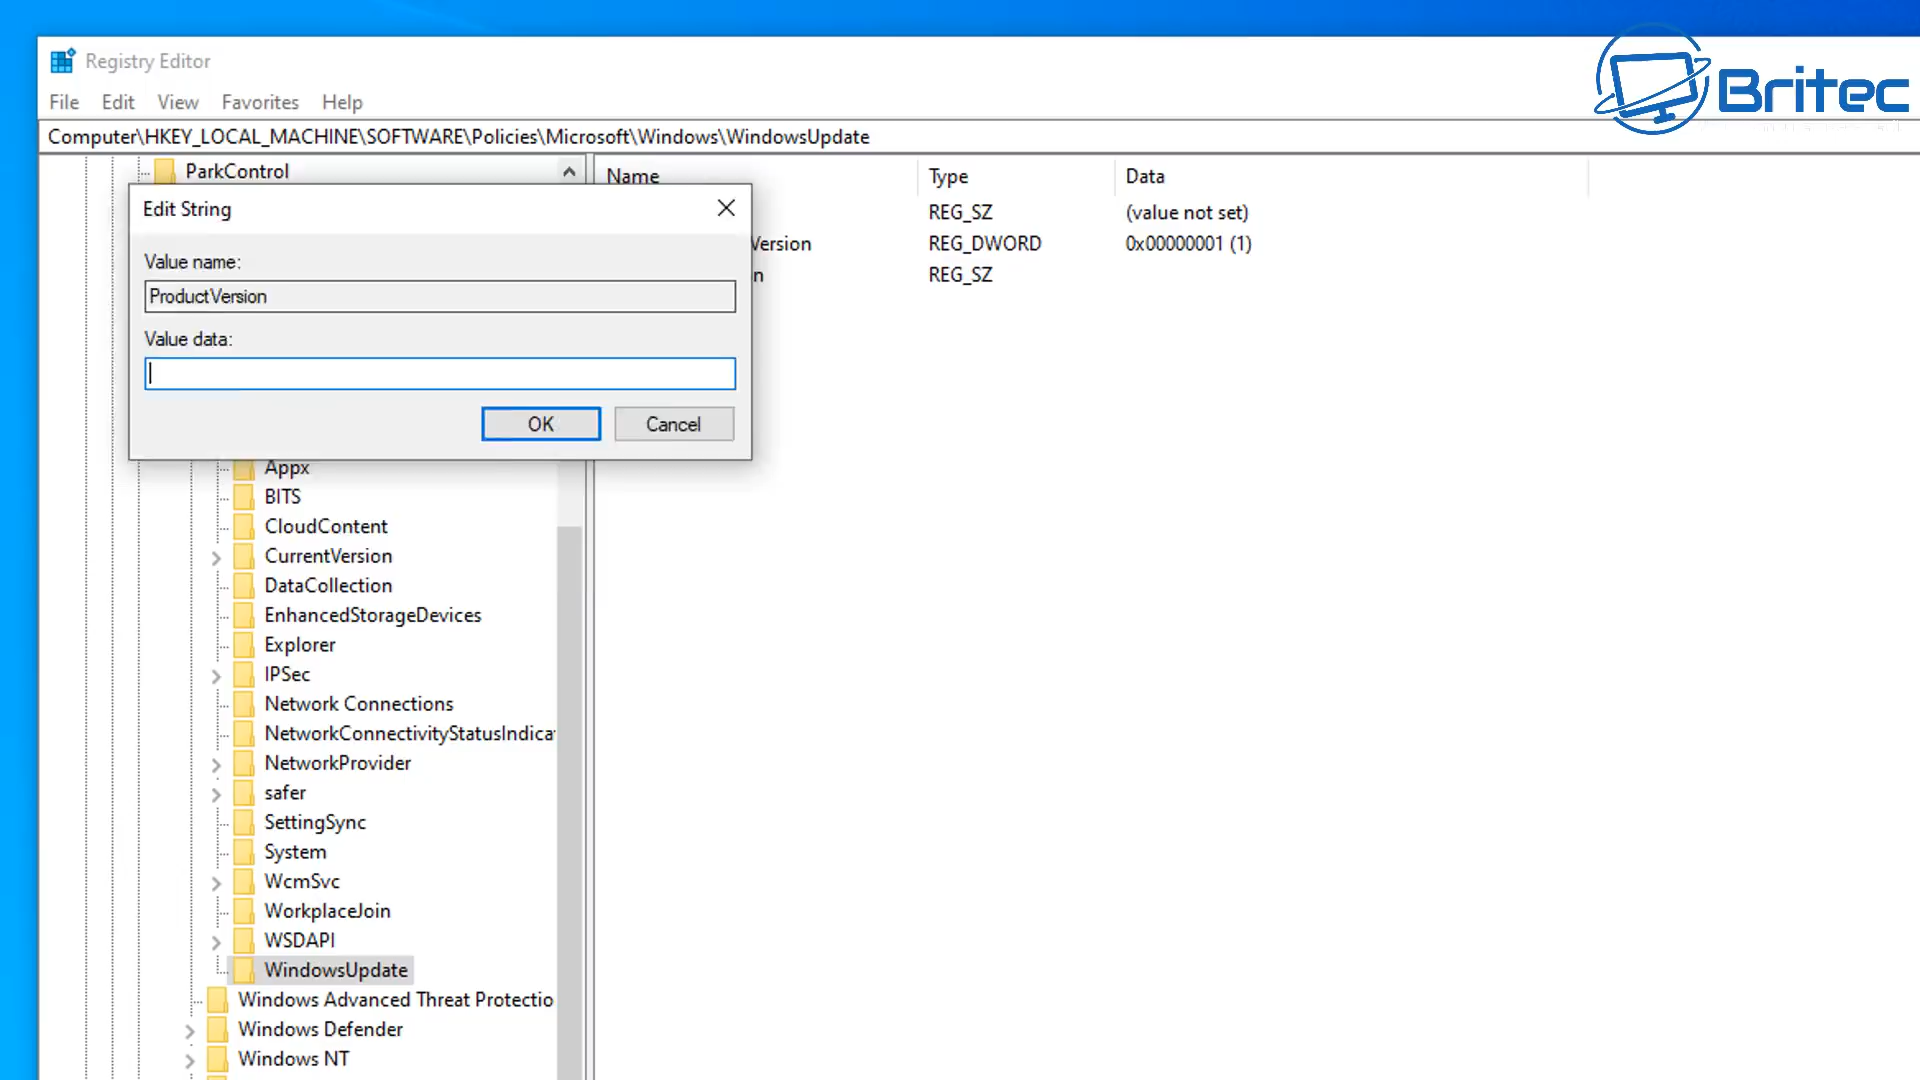 Registry Editor
Britec
File Edit View Favorites Help
Computer\HKEY_LOCAL_MACHINE\SOFTWARE\Policies\Microsoft\Windows\WindowsUpdate
ParkControl
Name Type Data
REG_SZ (value not set)
Version REG_DWORD 0x00000001 (1)
n REG_SZ
Edit String
Value name:
ProductVersion
Value data:
OK Cancel
Appx
BITS
CloudContent
CurrentVersion
DataCollection
EnhancedStorageDevices
Explorer
IPSec
Network Connections
NetworkConnectivityStatusIndica
NetworkProvider
safer
SettingSync
System
WcmSvc
WorkplaceJoin
WSDAPI
WindowsUpdate
Windows Advanced Threat Protectio
Windows Defender
Windows NT